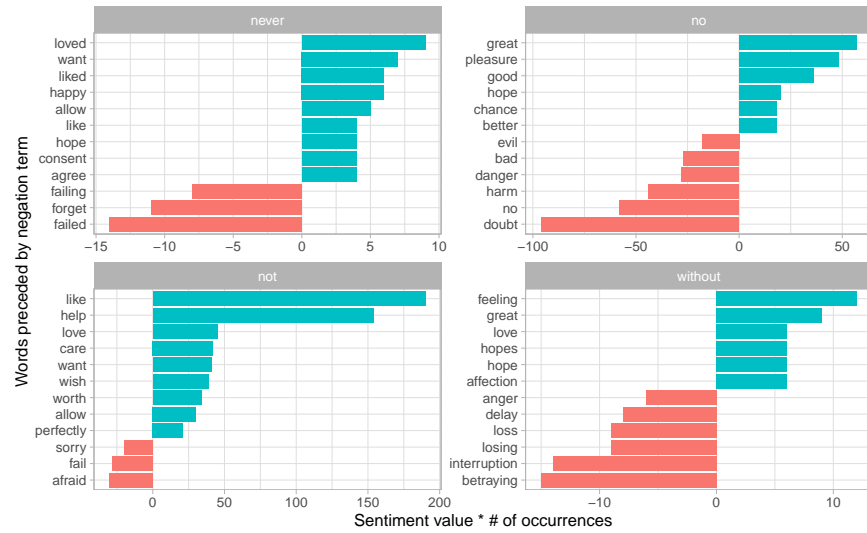 never
loved
want
liked
happy
allow
like
hope
consent
agree
failing
forget
failed
−15 −10 −5 0 5 10
no
great
pleasure
good
hope
chance
better
evil
bad
danger
harm
no
doubt
−100 −50 0 50
not
like
help
love
care
want
wish
worth
allow
perfectly
sorry
fail
afraid
0 50 100 150 200
without
feeling
great
love
hopes
hope
affection
anger
delay
loss
losing
interruption
betraying
−10 0 10
Words preceded by negation term
Sentiment value * # of occurrences